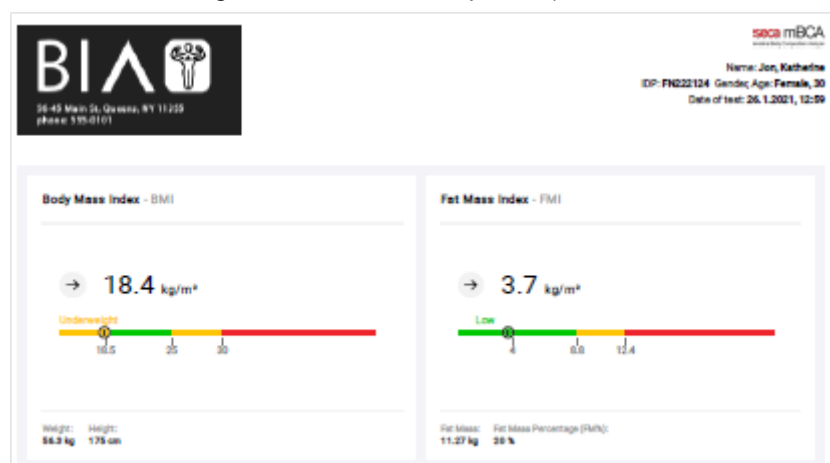 BIA
36-45 Main St, Queens, NY 11355
phone: 555-0101
seca mBCA
Name: Jon, Katherine
IDP: FN222124 Gender, Age: Female, 30
Date of test: 26.1.2021, 12:59
Body Mass Index - BMI
→ 18.4 kg/m²
Underweight
18.5 25 30
Weight: Height:
56.3 kg 175 cm
Fat Mass Index - FMI
→ 3.7 kg/m²
Low
4 8.8 12.4
Fat Mass: Fat Mass Percentage (FM%):
11.27 kg 20 %